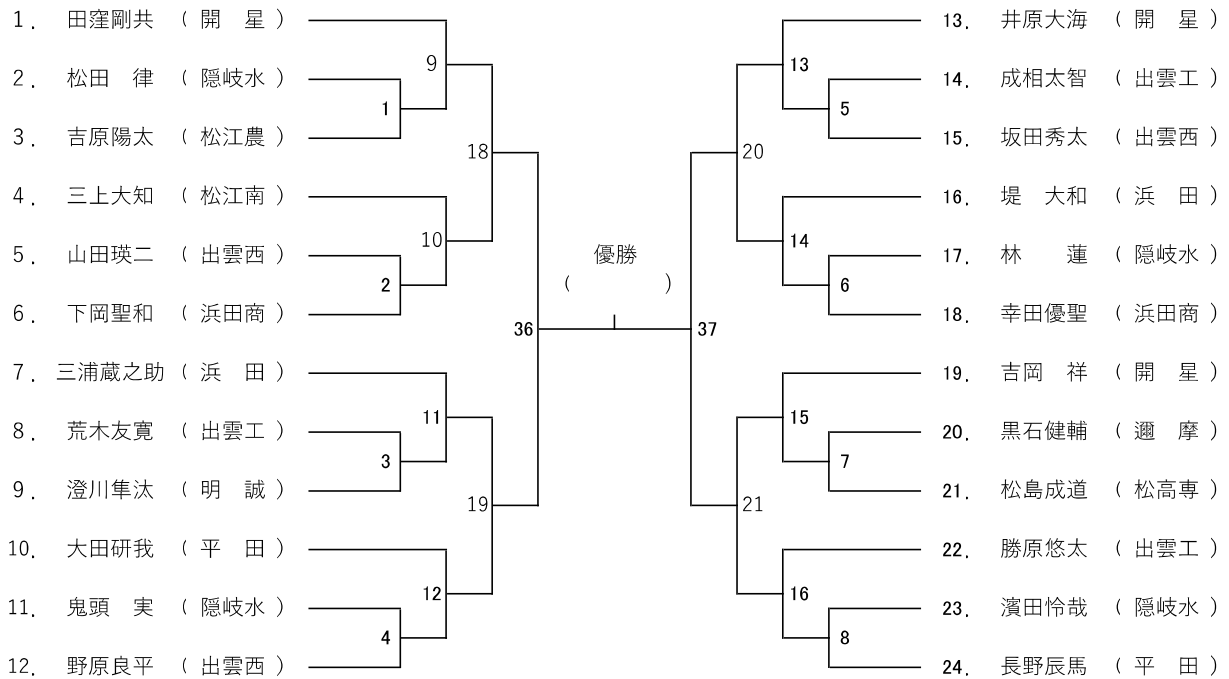 1. 田窪剛共 ( 開 星 )
2. 松田 律 ( 隠岐水 )
3. 吉原陽太 ( 松江農 )
4. 三上大知 ( 松江南 )
5. 山田瑛二 ( 出雲西 )
6. 下岡聖和 ( 浜田商 )
7. 三浦蔵之助 ( 浜 田 )
8. 荒木友寛 ( 出雲工 )
9. 澄川隼汰 ( 明 誠 )
10. 大田研我 ( 平 田 )
11. 鬼頭 実 ( 隠岐水 )
12. 野原良平 ( 出雲西 )
9
1
18
10
2
36
11
3
19
12
4
優勝
( )
13
5
20
14
6
37
15
7
21
16
8
13. 井原大海 ( 開 星 )
14. 成相太智 ( 出雲工 )
15. 坂田秀太 ( 出雲西 )
16. 堤 大和 ( 浜 田 )
17. 林 蓮 ( 隠岐水 )
18. 幸田優聖 ( 浜田商 )
19. 吉岡 祥 ( 開 星 )
20. 黒石健輔 ( 邇 摩 )
21. 松島成道 ( 松高専 )
22. 勝原悠太 ( 出雲工 )
23. 濱田怜哉 ( 隠岐水 )
24. 長野辰馬 ( 平 田 )